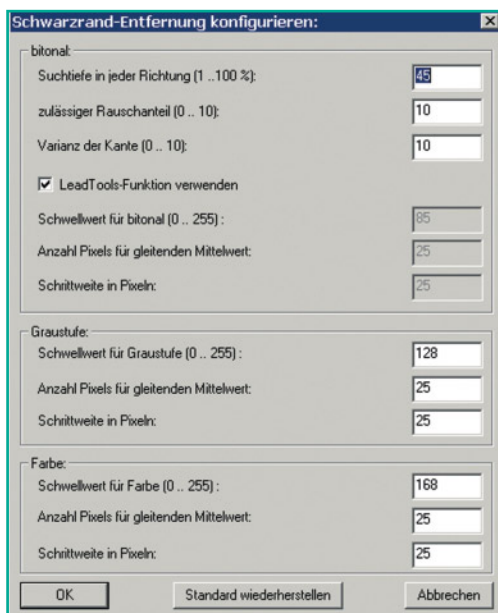 Schwarzrand-Entfernung konfigurieren:
bitonal:
Suchtiefe in jeder Richtung (1 ..100 %): 45
zulässiger Rauschanteil (0 .. 10): 10
Varianz der Kante (0 .. 10): 10
LeadTools-Funktion verwenden
Schwellwert für bitonal (0 .. 255) : 85
Anzahl Pixels für gleitenden Mittelwert: 25
Schrittweite in Pixeln: 25
Graustufe:
Schwellwert für Graustufe (0 .. 255) : 128
Anzahl Pixels für gleitenden Mittelwert: 25
Schrittweite in Pixeln: 25
Farbe:
Schwellwert für Farbe (0 .. 255) : 168
Anzahl Pixels für gleitenden Mittelwert: 25
Schrittweite in Pixeln: 25
OK Standard wiederherstellen Abbrechen